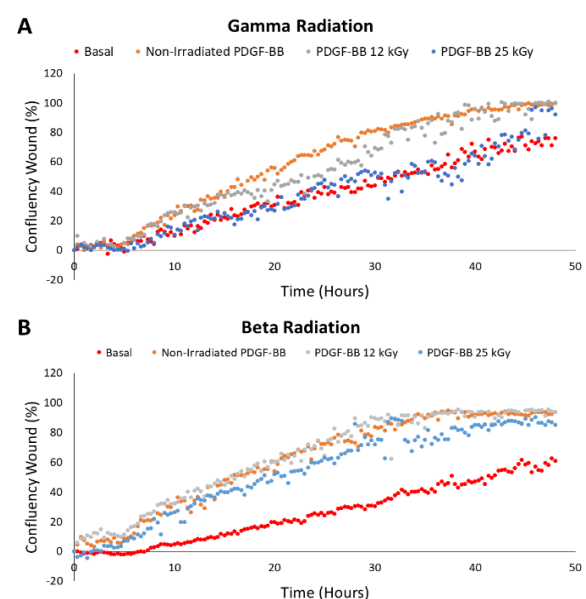 A
Gamma Radiation
Basal Non-Irradiated PDGF-BB PDGF-BB 12 kGy PDGF-BB 25 kGy
120
100
80
60
40
20
0
-20
10 20 30 40 50
Confluency Wound (%)
Time (Hours)
B
Beta Radiation
Basal Non-Irradiated PDGF-BB PDGF-BB 12 kGy PDGF-BB 25 kGy
120
100
80
60
40
20
0
-20
10 20 30 40 50
Confluency Wound (%)
Time (Hours)